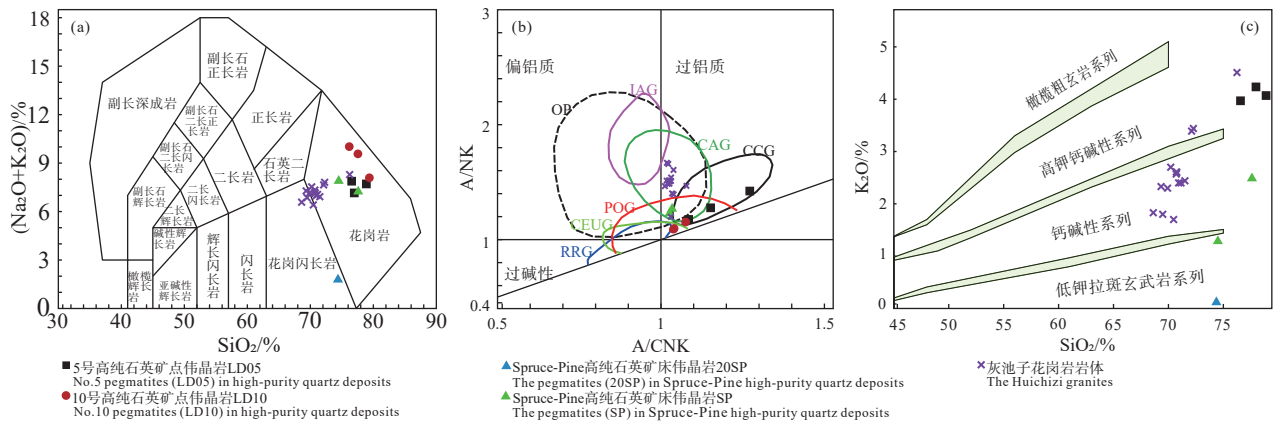 (a)
(Na₂O+K₂O)/%
18
15
12
9
6
3
0
30
40
50
60
70
80
90
SiO₂/%
副长深成岩
副长石
正长岩
副长石
二长正
长岩
副长石
二长闪
长岩
副长石
辉长岩
正长岩
二长岩
二长
闪长岩
二长
辉长岩
碱性辉
长岩
石英二
长岩
橄榄
辉长
岩
亚碱性
辉长岩
辉长闪长岩
闪长岩
花岗闪长岩
花岗岩
(b)
A/NK
3
2
1
0.4
0.5
1
1.5
A/CNK
偏铝质
过铝质
过碱性
IAG
OP
CAG
CCG
POG
CEUG
RRG
(c)
K₂O/%
5
4
3
2
1
0
45
50
55
60
65
70
75
SiO₂/%
橄榄粗玄岩系列
高钾钙碱性系列
钙碱性系列
低钾拉斑玄武岩系列
5号高纯石英矿点伟晶岩LD05
No.5 pegmatites (LD05) in high-purity quartz deposits
10号高纯石英矿点伟晶岩LD10
No.10 pegmatites (LD10) in high-purity quartz deposits
Spruce-Pine高纯石英矿床伟晶岩20SP
The pegmatites (20SP) in Spruce-Pine high-purity quartz deposits
Spruce-Pine高纯石英矿床伟晶岩SP
The pegmatites (SP) in Spruce-Pine high-purity quartz deposits
灰池子花岗岩岩体
The Huichizi granites